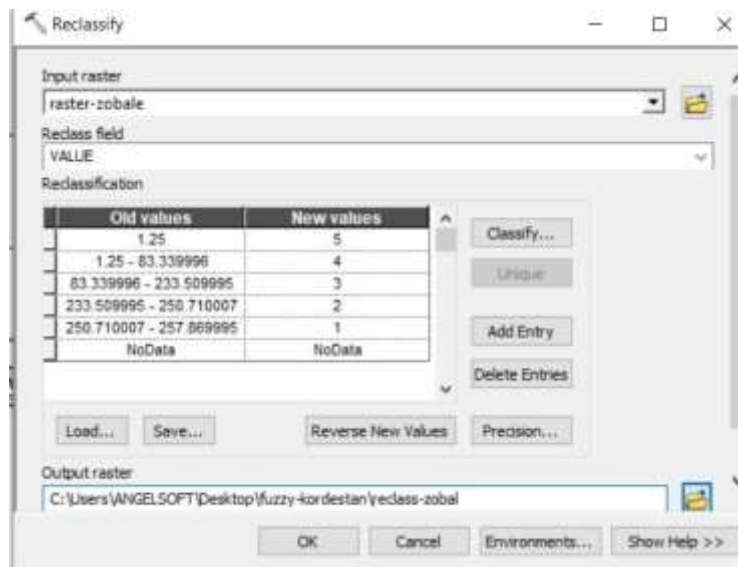 Reclassify
Input raster
raster-zobale
Reclass field
VALUE
Reclassification
Old values New values
1.25 5
1.25 - 83.339996 4
83.339996 - 233.509995 3
233.509995 - 250.710007 2
250.710007 - 257.869995 1
NoData NoData
Classify...
Unique
Add Entry
Delete Entries
Load... Save... Reverse New Values Precision...
Output raster
C:\Users\ANGELSOFT\Desktop\fuzzy-kordestan\reclass-zobal
OK Cancel Environments... Show Help >>